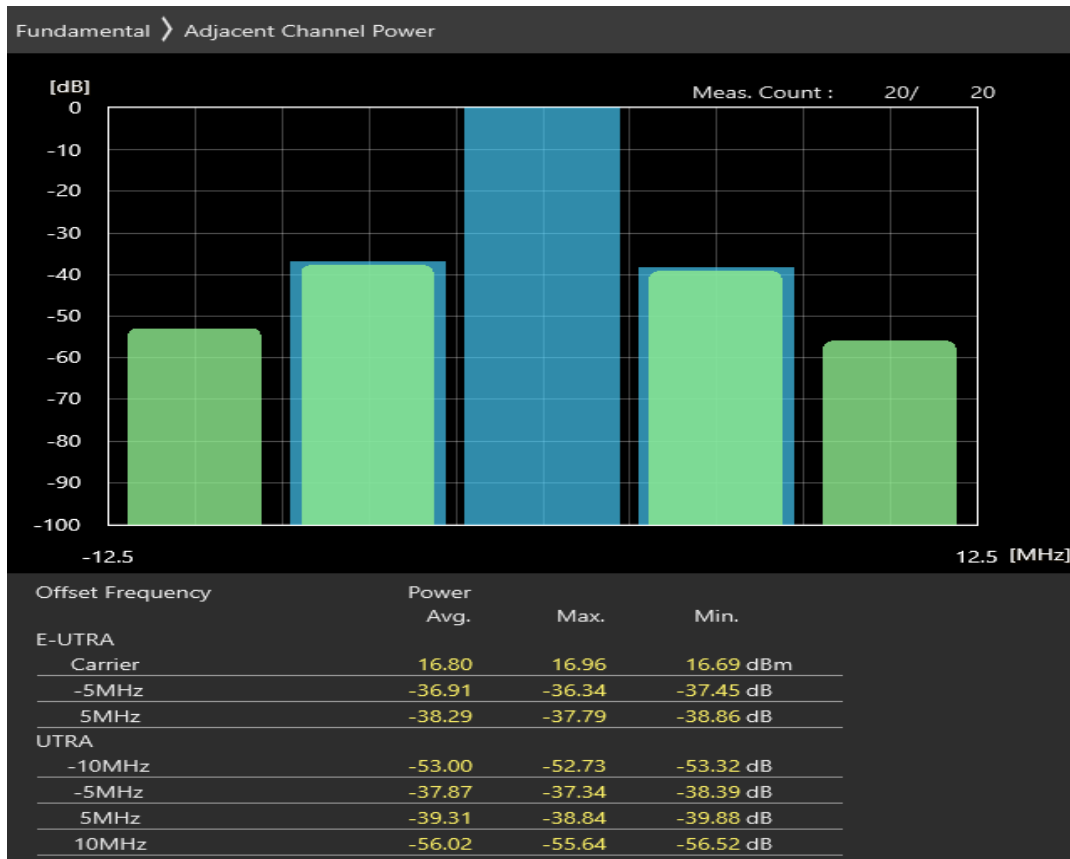 Fundamental ❯ Adjacent Channel Power
[dB]
Meas. Count : 20/ 20
0
-10
-20
-30
-40
-50
-60
-70
-80
-90
-100
-12.5 12.5 [MHz]
Offset Frequency Power
Avg. Max. Min.
E-UTRA
Carrier 16.80 16.96 16.69 dBm
-5MHz -36.91 -36.34 -37.45 dB
5MHz -38.29 -37.79 -38.86 dB
UTRA
-10MHz -53.00 -52.73 -53.32 dB
-5MHz -37.87 -37.34 -38.39 dB
5MHz -39.31 -38.84 -39.88 dB
10MHz -56.02 -55.64 -56.52 dB